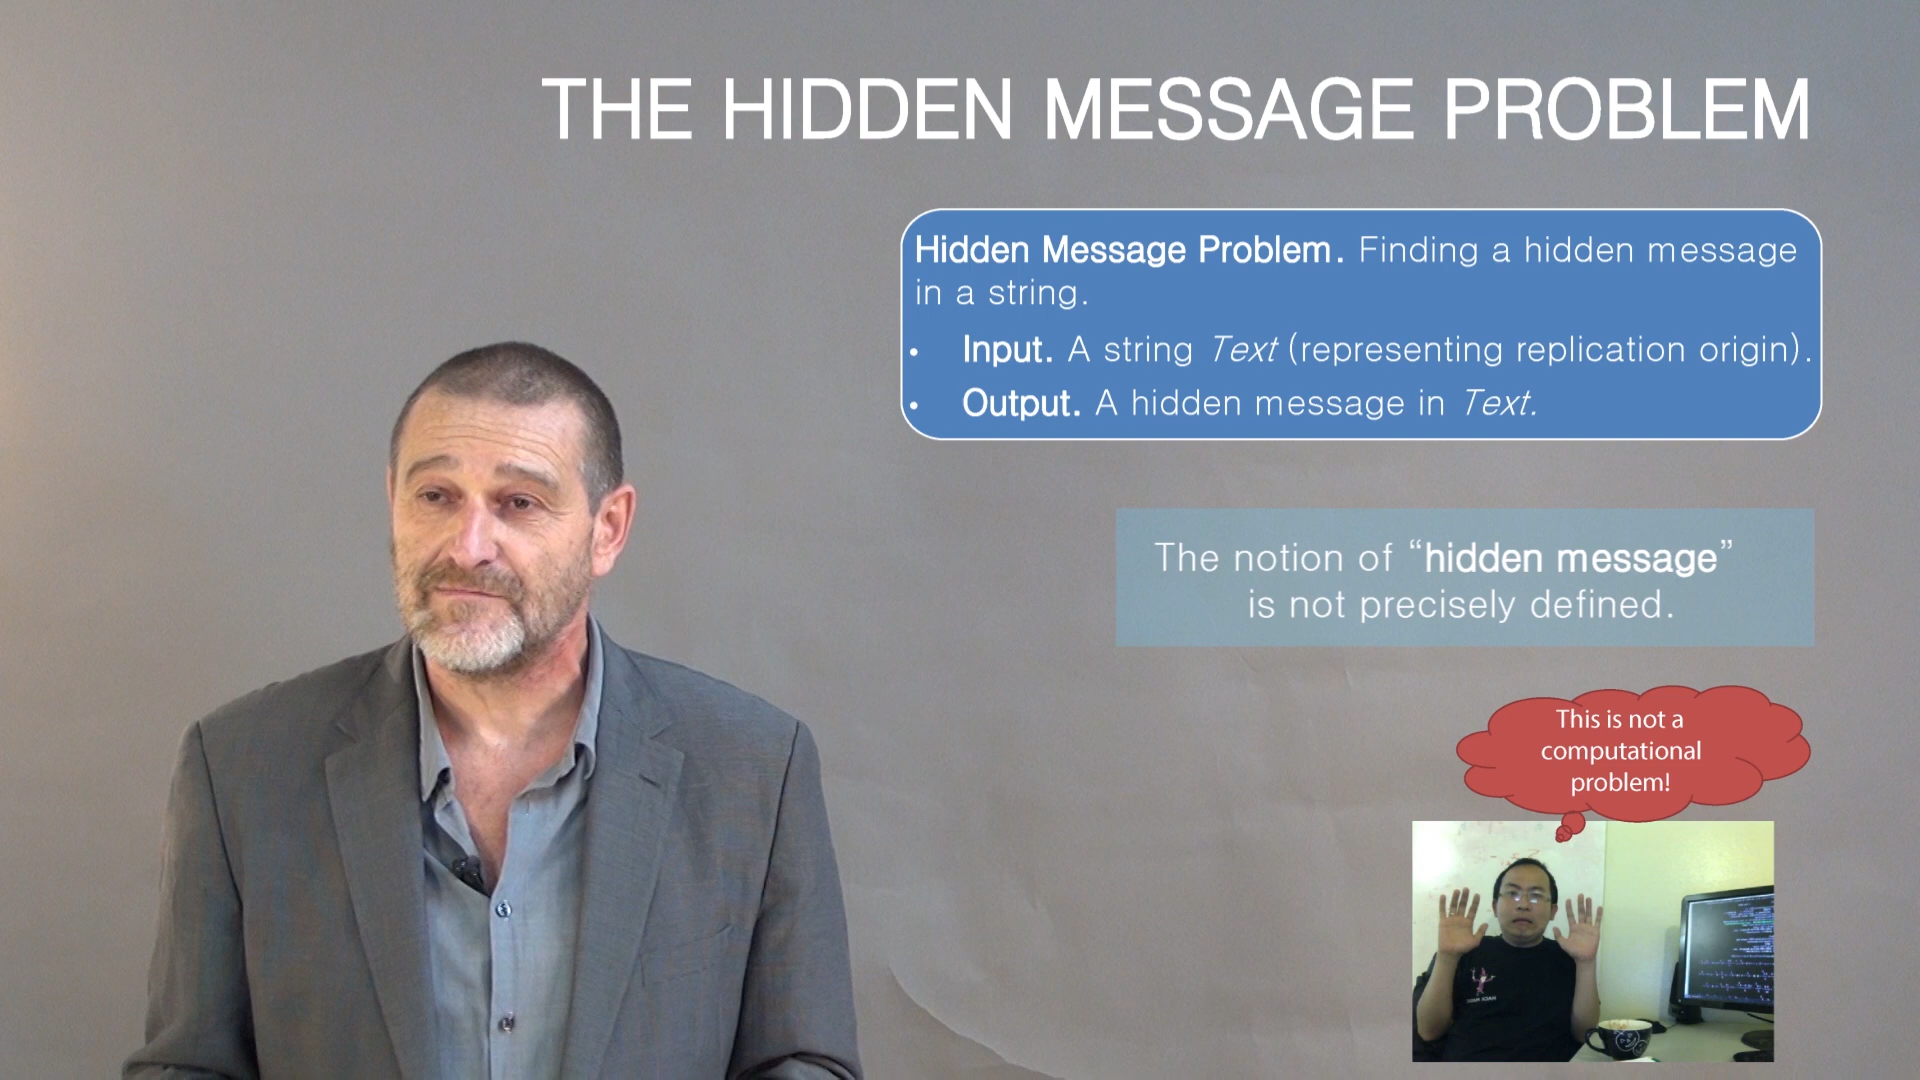 THE HIDDEN MESSAGE PROBLEM
Hidden Message Problem. Finding a hidden message
in a string.
• Input. A string Text (representing replication origin).
• Output. A hidden message in Text.
The notion of “hidden message”
is not precisely defined.
This is not a
computational
problem!